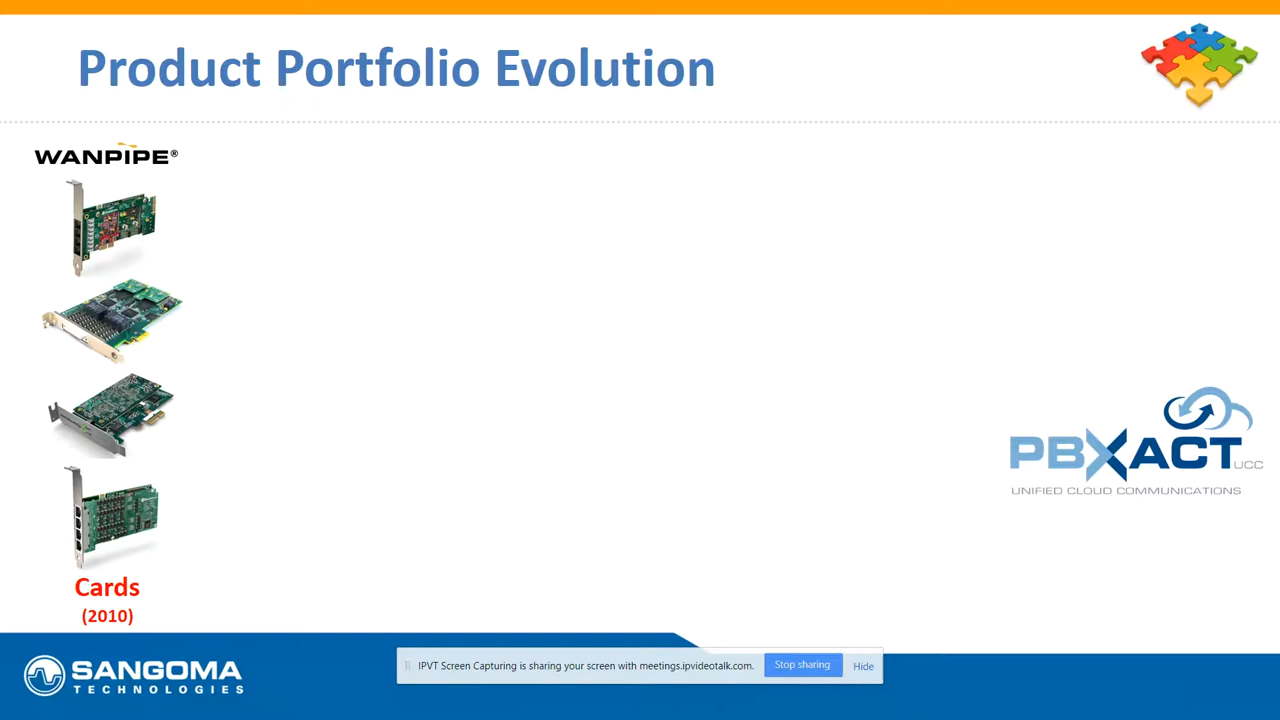 Product Portfolio Evolution
WANPIPE®
PBXACT UCC
UNIFIED CLOUD COMMUNICATIONS
Cards
(2010)
SANGOMA
TECHNOLOGIES
IPVT Screen Capturing is sharing your screen with meetings.ipvideotalk.com.
Stop sharing
Hide